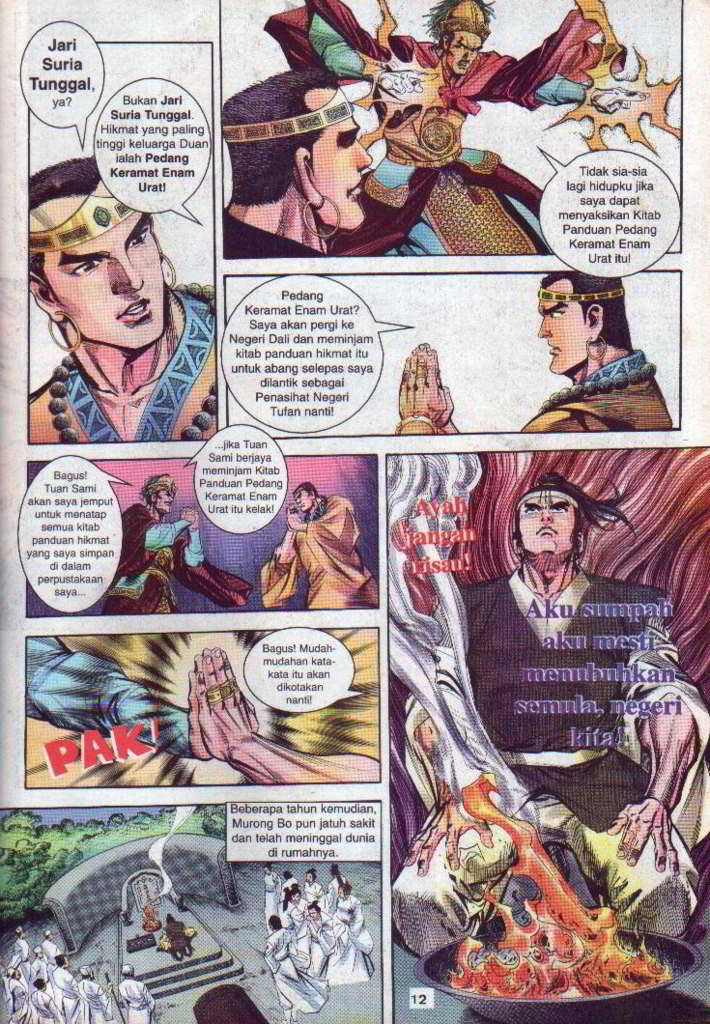 Jari
Suria
Tunggal,
ya?
Bukan Jari
Suria Tunggal.
Hikmat yang paling
tinggi keluarga Duan
ialah Pedang
Keramat Enam
Urat!
Tidak sia-sia
lagi hidupku jika
saya dapat
menyaksikan Kitab
Panduan Pedang
Keramat Enam
Urat itu!
Pedang
Keramat Enam Urat?
Saya akan pergi ke
Negeri Dali dan meminjam
kitab panduan hikmat itu
untuk abang selepas saya
dilantik sebagai
Penasihat Negeri
Tufan nanti!
Bagus!
Tuan Sami
akan saya jemput
untuk menatap
semua kitab
panduan hikmat
yang saya simpan
di dalam
perpustakaan
saya...
...jika Tuan
Sami berjaya
meminjam Kitab
Panduan Pedang
Keramat Enam
Urat itu kelak!
Bagus! Mudah-
mudahan kata-
kata itu akan
dikotakan
nanti!
PAK!
Beberapa tahun kemudian,
Murong Bo pun jatuh sakit
dan telah meninggal dunia
di rumahnya.
Ayah
jangan
risau!
Aku sumpah
aku mesti
menubuhkan
semula, negeri
kita!
12